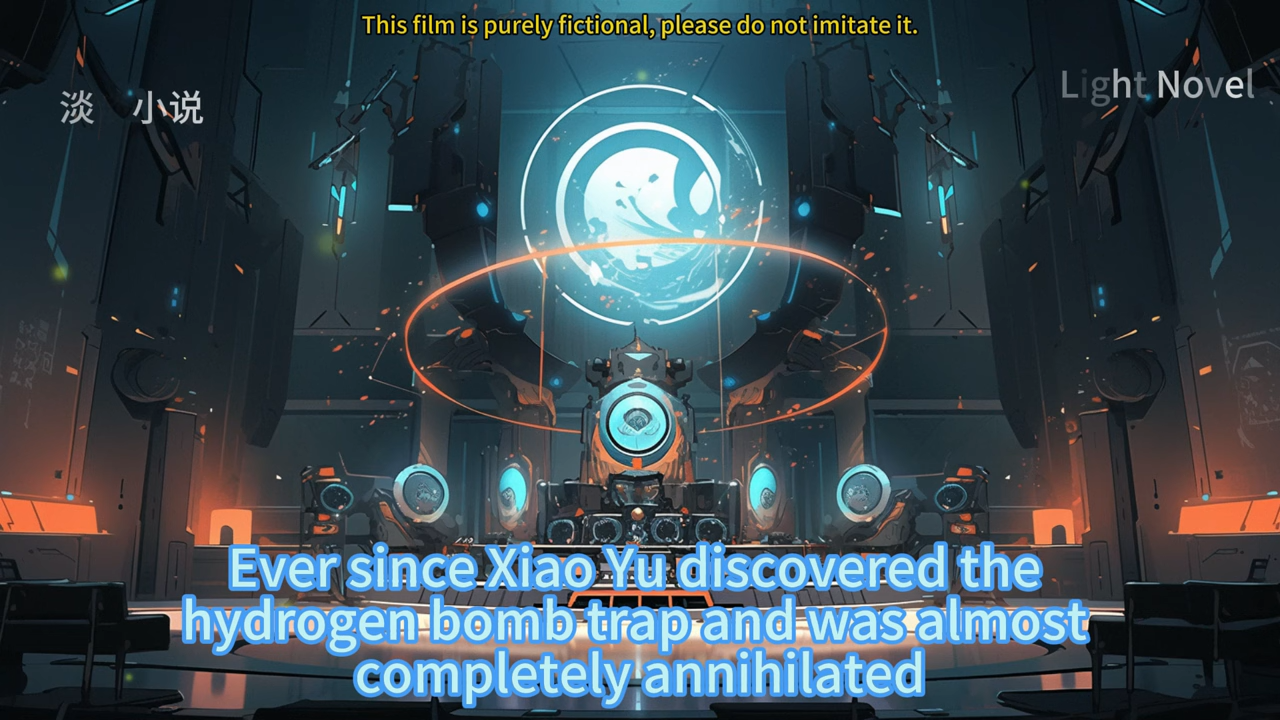 This film is purely fictional, please do not imitate it.
淡 小说
Light Novel
Ever since Xiao Yu discovered the
hydrogen bomb trap and was almost
completely annihilated